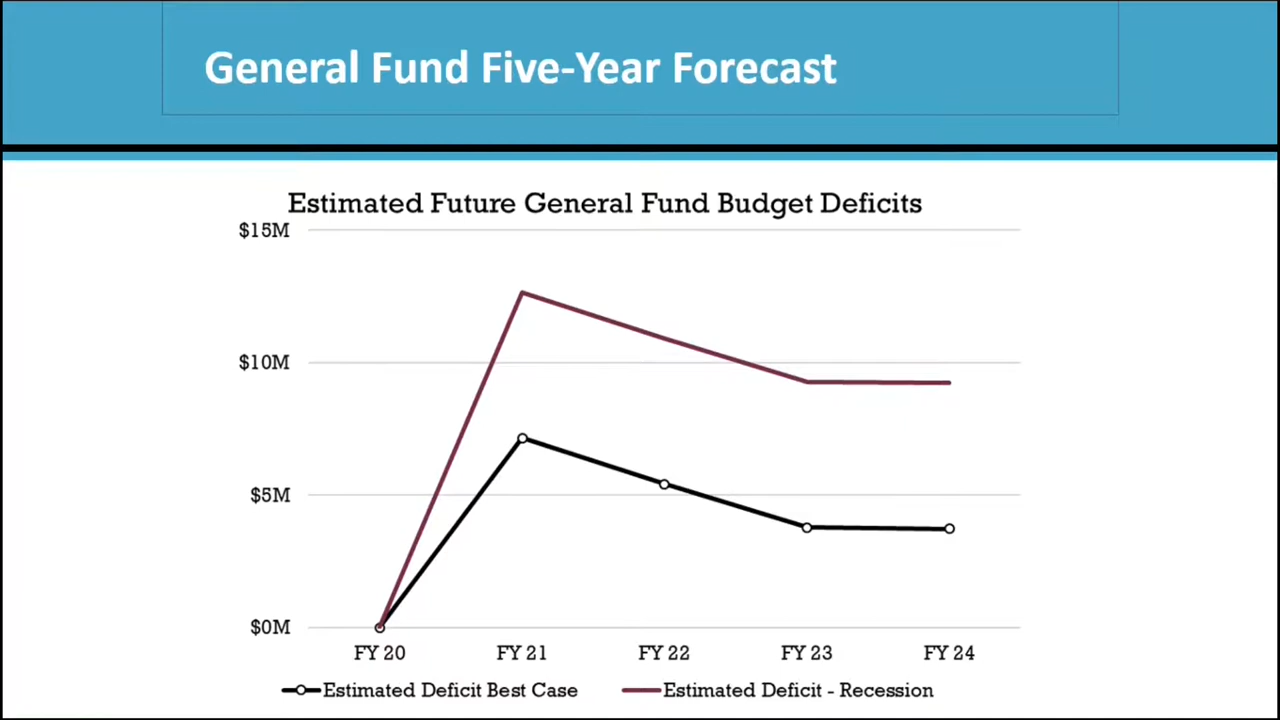 General Fund Five-Year Forecast
Estimated Future General Fund Budget Deficits
$15M
$10M
$5M
$0M
FY 20 FY 21 FY 22 FY 23 FY 24
Estimated Deficit Best Case Estimated Deficit - Recession